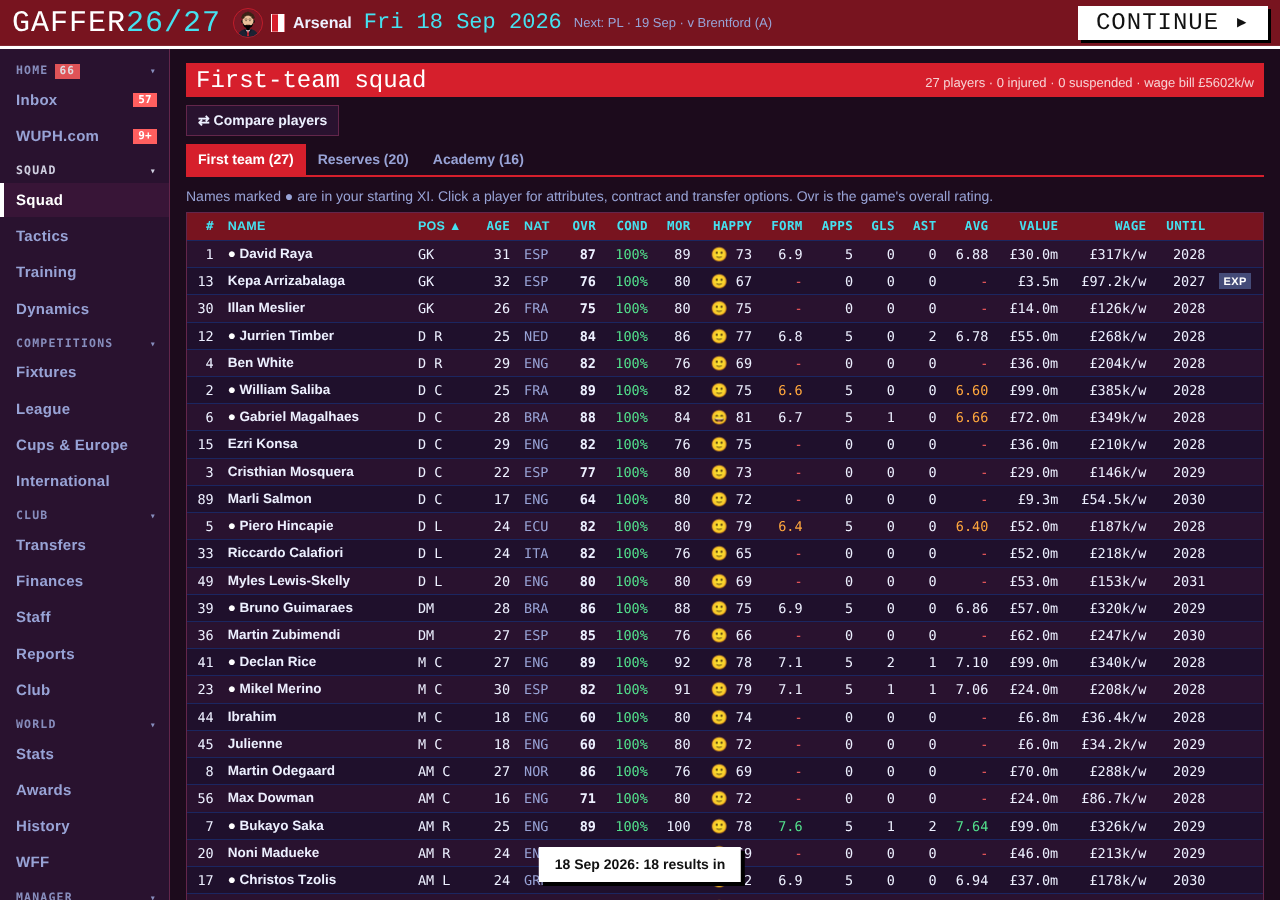 GAFFER26/27 Arsenal Fri 18 Sep 2026 Next: PL · 19 Sep · v Brentford (A) CONTINUE ►
HOME 66 ▾
Inbox 57
WUPH.com 9+
SQUAD ▾
Squad
Tactics
Training
Dynamics
COMPETITIONS ▾
Fixtures
League
Cups & Europe
International
CLUB ▾
Transfers
Finances
Staff
Reports
Club
WORLD ▾
Stats
Awards
History
WFF
MANAGER ▾
First-team squad 27 players · 0 injured · 0 suspended · wage bill £5602k/w
⇄ Compare players
First team (27) Reserves (20) Academy (16)
Names marked ● are in your starting XI. Click a player for attributes, contract and transfer options. Ovr is the game's overall rating.
# NAME POS ▲ AGE NAT OVR COND MOR HAPPY FORM APPS GLS AST AVG VALUE WAGE UNTIL
1 ● David Raya GK 31 ESP 87 100% 89 🙂 73 6.9 5 0 0 6.88 £30.0m £317k/w 2028
13 Kepa Arrizabalaga GK 32 ESP 76 100% 80 🙂 67 - 0 0 0 - £3.5m £97.2k/w 2027 EXP
30 Illan Meslier GK 26 FRA 75 100% 80 🙂 75 - 0 0 0 - £14.0m £126k/w 2028
12 ● Jurrien Timber D R 25 NED 84 100% 86 🙂 77 6.8 5 0 2 6.78 £55.0m £268k/w 2028
4 Ben White D R 29 ENG 82 100% 76 🙂 69 - 0 0 0 - £36.0m £204k/w 2028
2 ● William Saliba D C 25 FRA 89 100% 82 🙂 75 6.6 5 0 0 6.60 £99.0m £385k/w 2028
6 ● Gabriel Magalhaes D C 28 BRA 88 100% 84 😄 81 6.7 5 1 0 6.66 £72.0m £349k/w 2028
15 Ezri Konsa D C 29 ENG 82 100% 76 🙂 75 - 0 0 0 - £36.0m £210k/w 2028
3 Cristhian Mosquera D C 22 ESP 77 100% 80 🙂 73 - 0 0 0 - £29.0m £146k/w 2029
89 Marli Salmon D C 17 ENG 64 100% 80 🙂 72 - 0 0 0 - £9.3m £54.5k/w 2030
5 ● Piero Hincapie D L 24 ECU 82 100% 80 🙂 79 6.4 5 0 0 6.40 £52.0m £187k/w 2028
33 Riccardo Calafiori D L 24 ITA 82 100% 76 🙂 65 - 0 0 0 - £52.0m £218k/w 2028
49 Myles Lewis-Skelly D L 20 ENG 80 100% 80 🙂 69 - 0 0 0 - £53.0m £153k/w 2031
39 ● Bruno Guimaraes DM 28 BRA 86 100% 88 🙂 75 6.9 5 0 0 6.86 £57.0m £320k/w 2029
36 Martin Zubimendi DM 27 ESP 85 100% 76 🙂 66 - 0 0 0 - £62.0m £247k/w 2030
41 ● Declan Rice M C 27 ENG 89 100% 92 🙂 78 7.1 5 2 1 7.10 £99.0m £340k/w 2028
23 ● Mikel Merino M C 30 ESP 82 100% 91 🙂 79 7.1 5 1 1 7.06 £24.0m £208k/w 2028
44 Ibrahim M C 18 ENG 60 100% 80 🙂 74 - 0 0 0 - £6.8m £36.4k/w 2028
45 Julienne M C 18 ENG 60 100% 80 🙂 72 - 0 0 0 - £6.0m £34.2k/w 2029
8 Martin Odegaard AM C 27 NOR 86 100% 76 🙂 69 - 0 0 0 - £70.0m £288k/w 2029
56 Max Dowman AM C 16 ENG 71 100% 80 🙂 72 - 0 0 0 - £24.0m £86.7k/w 2028
7 ● Bukayo Saka AM R 25 ENG 89 100% 100 🙂 78 7.6 5 1 2 7.64 £99.0m £326k/w 2029
20 Noni Madueke AM R 24 - 0 0 0 - £46.0m £213k/w 2029
17 ● Christos Tzolis AM L 24 6.9 5 0 0 6.94 £37.0m £178k/w 2030
18 Sep 2026: 18 results in